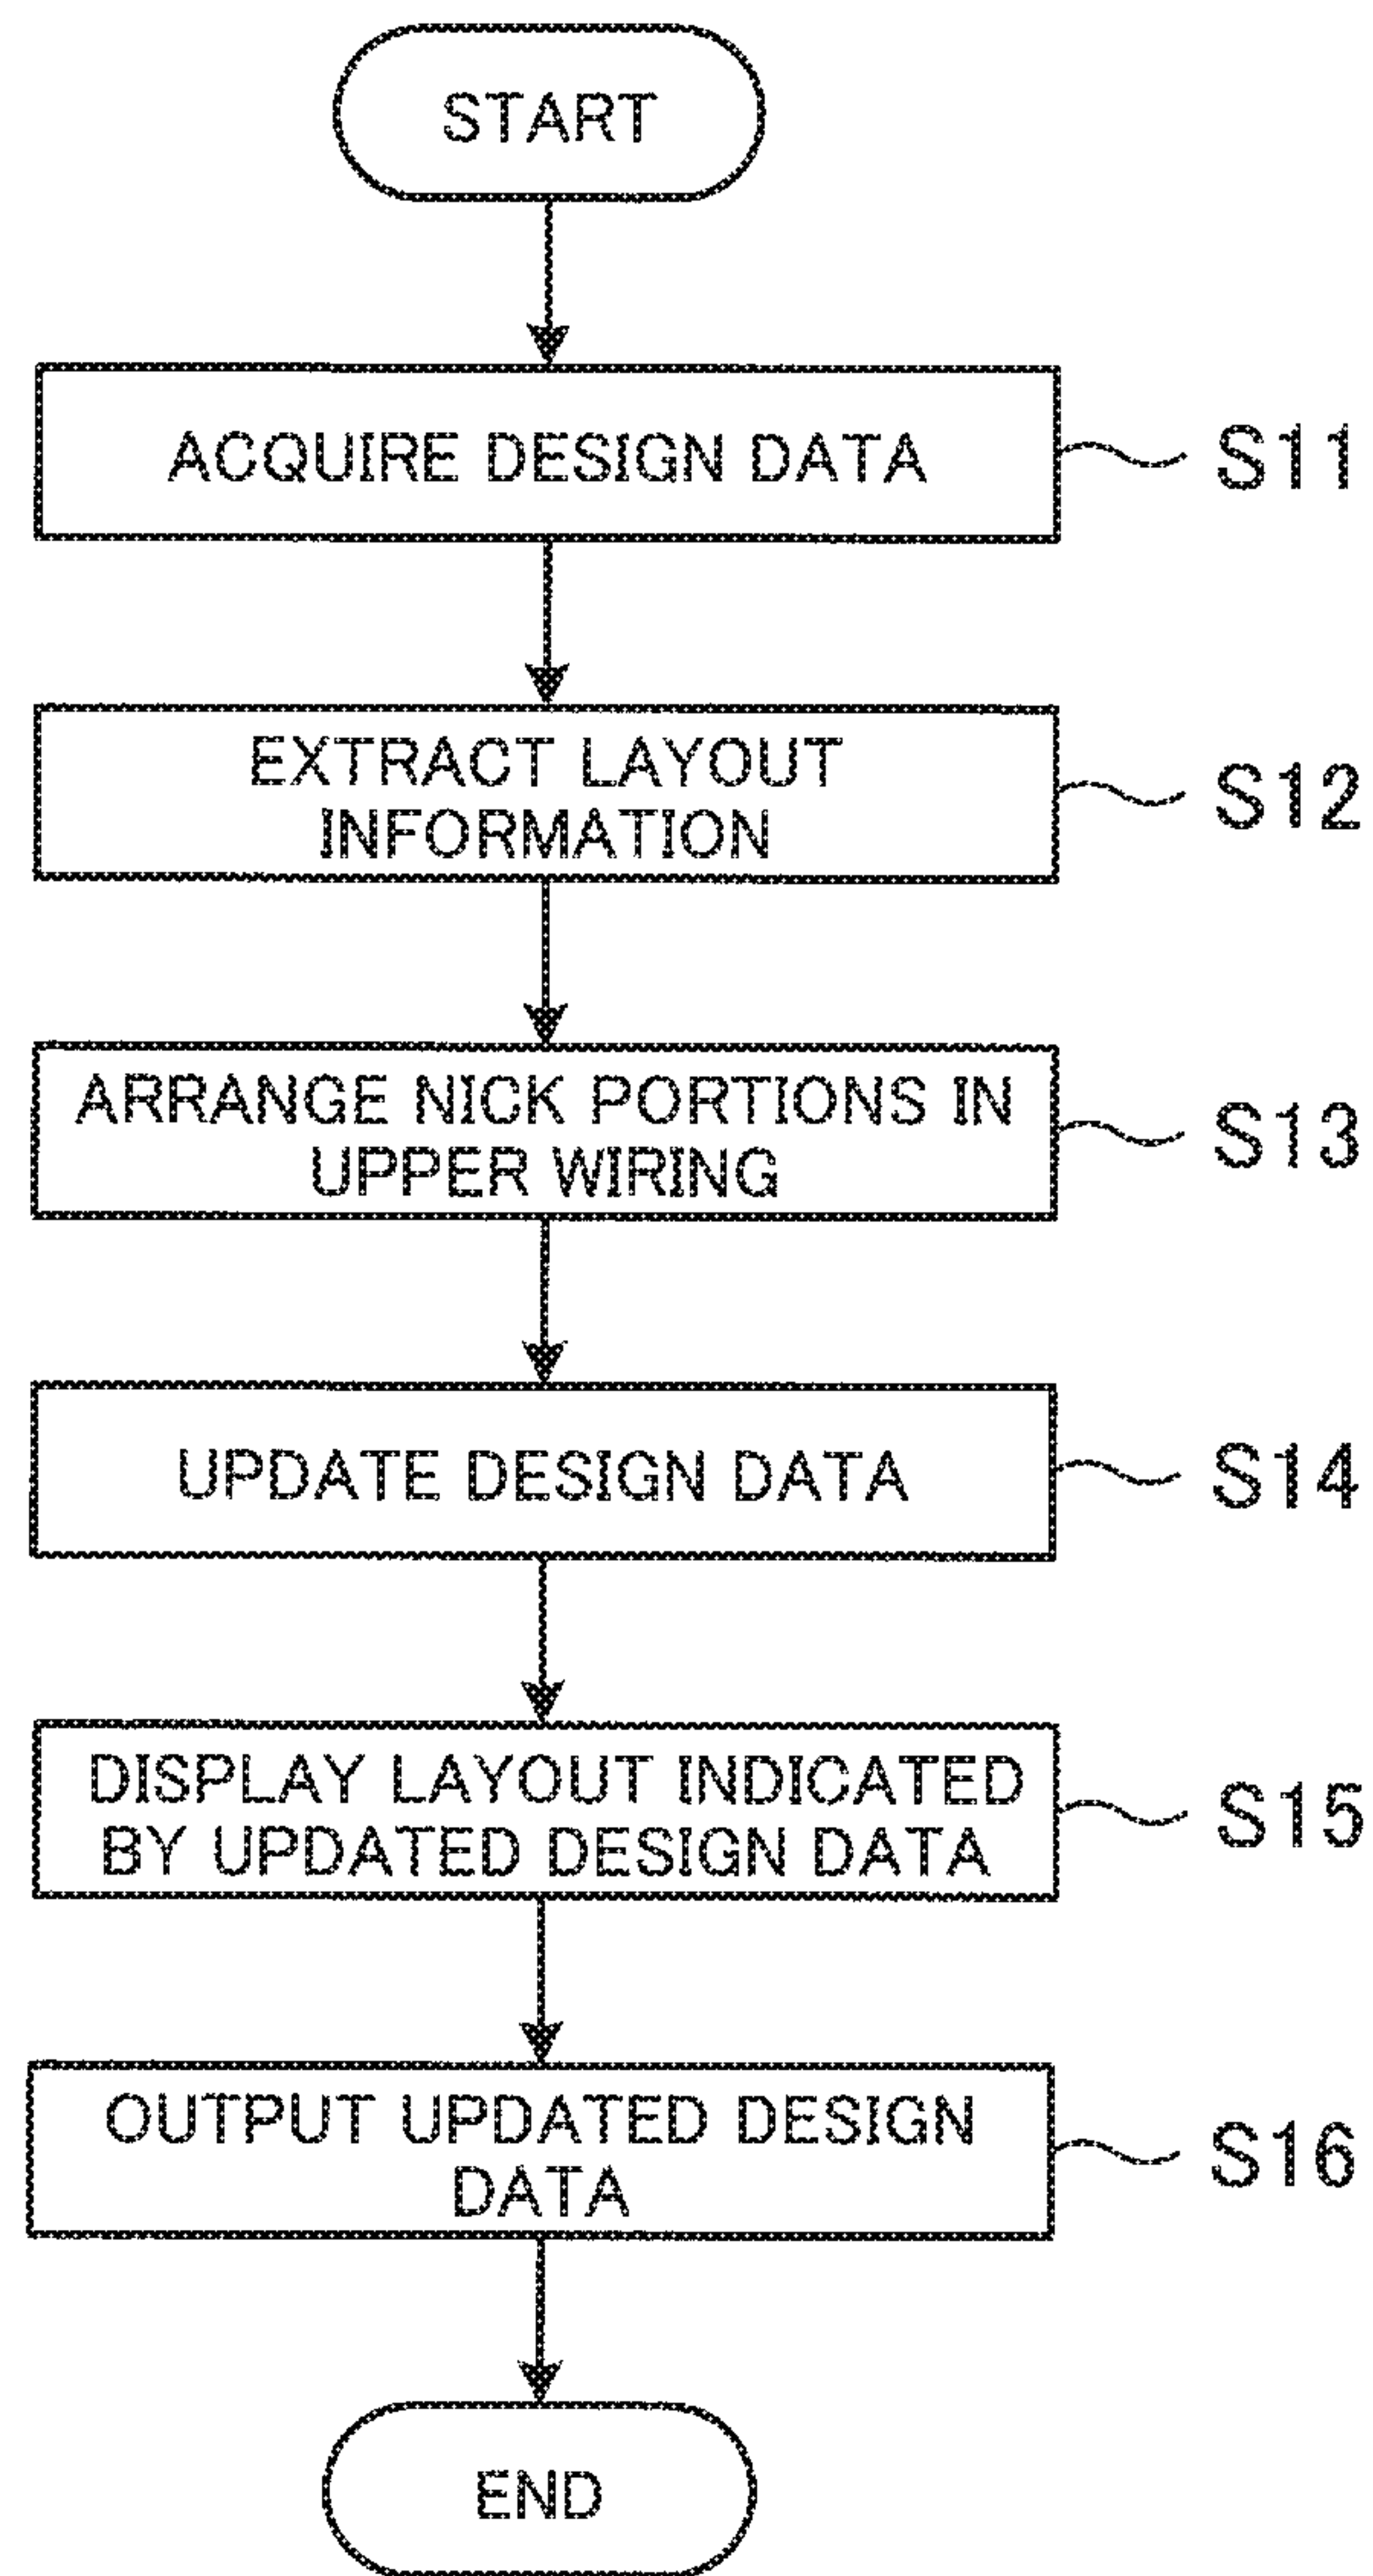 START
ACQUIRE DESIGN DATA
S11
EXTRACT LAYOUT
INFORMATION
S12
ARRANGE NICK PORTIONS IN
UPPER WIRING
S13
UPDATE DESIGN DATA
S14
DISPLAY LAYOUT INDICATED
BY UPDATED DESIGN DATA
S15
OUTPUT UPDATED DESIGN
DATA
S16
END